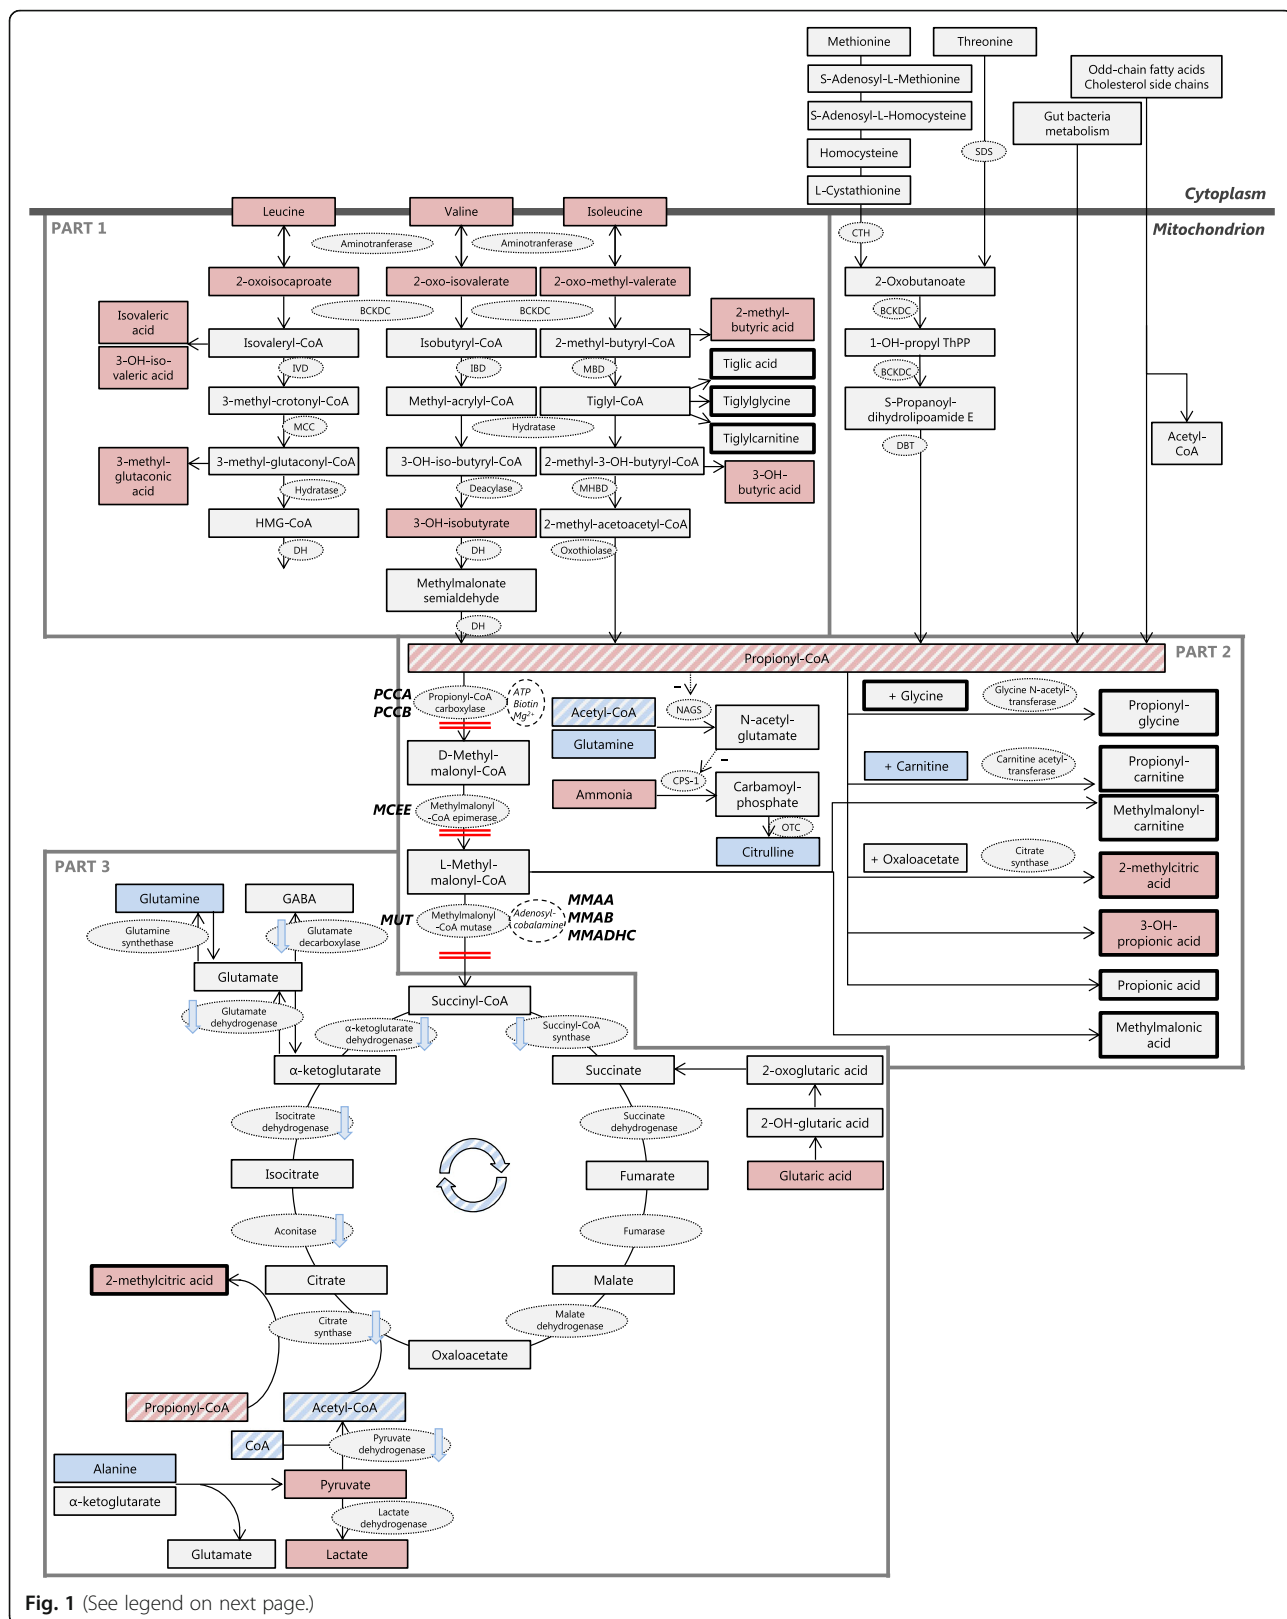 Methionine
Threonine
S-Adenosyl-L-Methionine
Odd-chain fatty acids
Cholesterol side chains
S-Adenosyl-L-Homocysteine
Gut bacteria
metabolism
Homocysteine
SDS
L-Cystathionine
Cytoplasm
Mitochondrion
PART 1
Leucine
Valine
Isoleucine
Aminotranferase
Aminotranferase
CTH
2-oxoisocaproate
2-oxo-isovalerate
2-oxo-methyl-valerate
2-Oxobutanoate
BCKDC
BCKDC
BCKDC
Isovaleric
acid
2-methyl-
butyric acid
Isovaleryl-CoA
Isobutyryl-CoA
2-methyl-butyryl-CoA
1-OH-propyl ThPP
3-OH-iso-
valeric acid
IVD
IBD
MBD
Tiglic acid
BCKDC
3-methyl-crotonyl-CoA
Methyl-acrylyl-CoA
Tiglyl-CoA
Tiglylglycine
S-Propanoyl-
dihydrolipoamide E
MCC
Hydratase
Tiglylcarnitine
DBT
Acetyl-
CoA
3-methyl-
glutaconic
acid
3-methyl-glutaconyl-CoA
3-OH-iso-butyryl-CoA
2-methyl-3-OH-butyryl-CoA
3-OH-
butyric acid
Hydratase
Deacylase
MHBD
HMG-CoA
3-OH-isobutyrate
2-methyl-acetoacetyl-CoA
DH
DH
Oxothiolase
Methylmalonate
semialdehyde
DH
Propionyl-CoA
PART 2
PCCA
PCCB
Propionyl-CoA
carboxylase
ATP
Biotin
Mg²⁺
–
NAGS
Acetyl-CoA
Glutamine
N-acetyl-
glutamate
+ Glycine
Glycine N-acetyl-
transferase
Propionyl-
glycine
D-Methyl-
malonyl-CoA
–
CPS-1
+ Carnitine
Carnitine acetyl-
transferase
Propionyl-
carnitine
MCEE
Methylmalonyl
-CoA epimerase
Ammonia
Carbamoyl-
phosphate
Methylmalonyl-
carnitine
OTC
Citrulline
+ Oxaloacetate
Citrate
synthase
2-methylcitric
acid
PART 3
L-Methyl-
malonyl-CoA
Glutamine
GABA
MUT
Methylmalonyl
-CoA mutase
Adenosyl-
cobalamine
MMAA
MMAB
MMADHC
3-OH-
propionic acid
Glutamine
synthethase
Glutamate
decarboxylase
Glutamate
Propionic acid
Succinyl-CoA
Glutamate
dehydrogenase
α-ketoglutarate
dehydrogenase
Succinyl-CoA
synthase
Methylmalonic
acid
α-ketoglutarate
Succinate
2-oxoglutaric acid
Isocitrate
dehydrogenase
Succinate
dehydrogenase
2-OH-glutaric acid
Isocitrate
Fumarate
Glutaric acid
Aconitase
Fumarase
2-methylcitric acid
Citrate
Malate
Citrate
synthase
Malate
dehydrogenase
Oxaloacetate
Propionyl-CoA
Acetyl-CoA
CoA
Pyruvate
dehydrogenase
Alanine
α-ketoglutarate
Pyruvate
Lactate
dehydrogenase
Glutamate
Lactate
Fig. 1 (See legend on next page.)